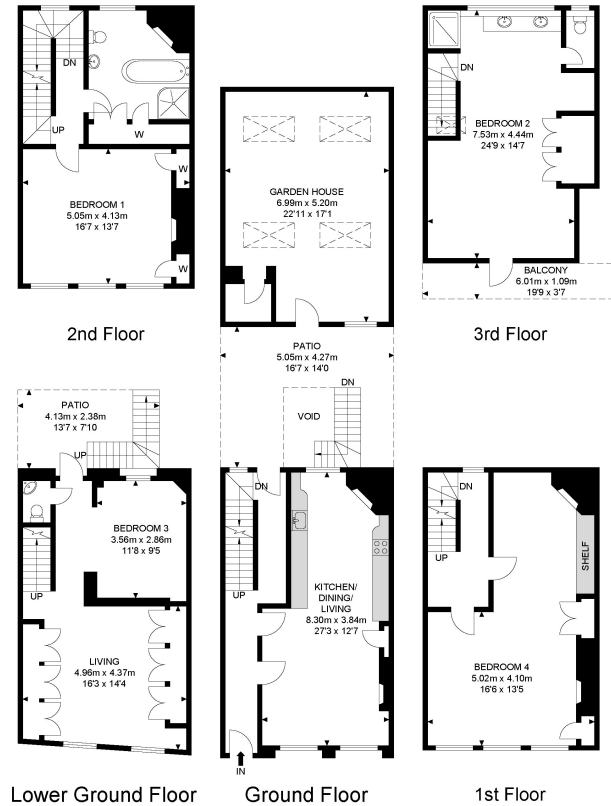 DN
UP
W
BEDROOM 1
5.05m x 4.13m
16'7 x 13'7
W
W
2nd Floor
GARDEN HOUSE
6.99m x 5.20m
22'11 x 17'1
DN
BEDROOM 2
7.53m x 4.44m
24'9 x 14'7
BALCONY
6.01m x 1.09m
19'9 x 3'7
3rd Floor
PATIO
5.05m x 4.27m
16'7 x 14'0
DN
VOID
PATIO
4.13m x 2.38m
13'7 x 7'10
UP
BEDROOM 3
3.56m x 2.86m
11'8 x 9'5
UP
LIVING
4.96m x 4.37m
16'3 x 14'4
Lower Ground Floor
DN
UP
KITCHEN/
DINING/
LIVING
8.30m x 3.84m
27'3 x 12'7
IN
Ground Floor
DN
UP
SHELF
BEDROOM 4
5.02m x 4.10m
16'6 x 13'5
1st Floor